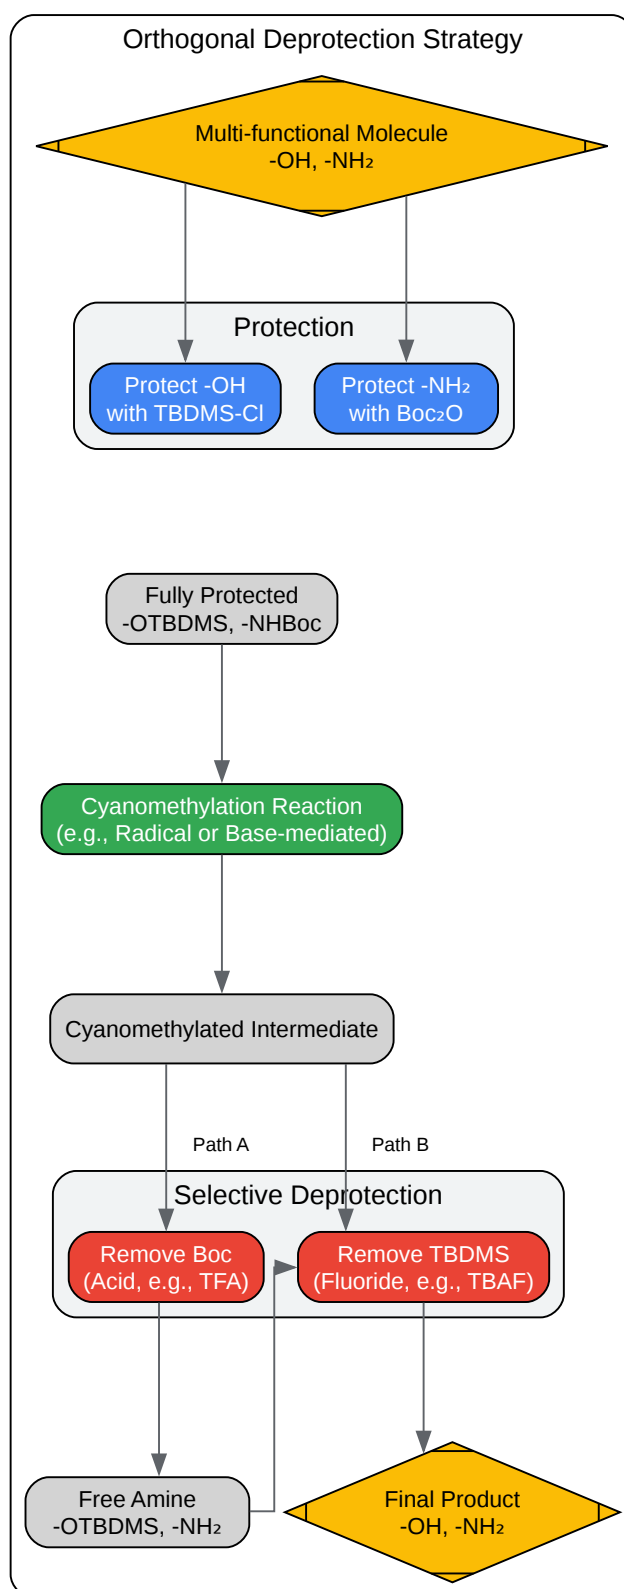 Orthogonal Deprotection Strategy
Multi-functional Molecule
-OH, -NH₂
Protection
Protect -OH
with TBDMS-Cl
Protect -NH₂
with Boc₂O
Fully Protected
-OTBDMS, -NHBoc
Cyanomethylation Reaction
(e.g., Radical or Base-mediated)
Cyanomethylated Intermediate
Path A
Path B
Selective Deprotection
Remove Boc
(Acid, e.g., TFA)
Remove TBDMS
(Fluoride, e.g., TBAF)
Free Amine
-OTBDMS, -NH₂
Final Product
-OH, -NH₂